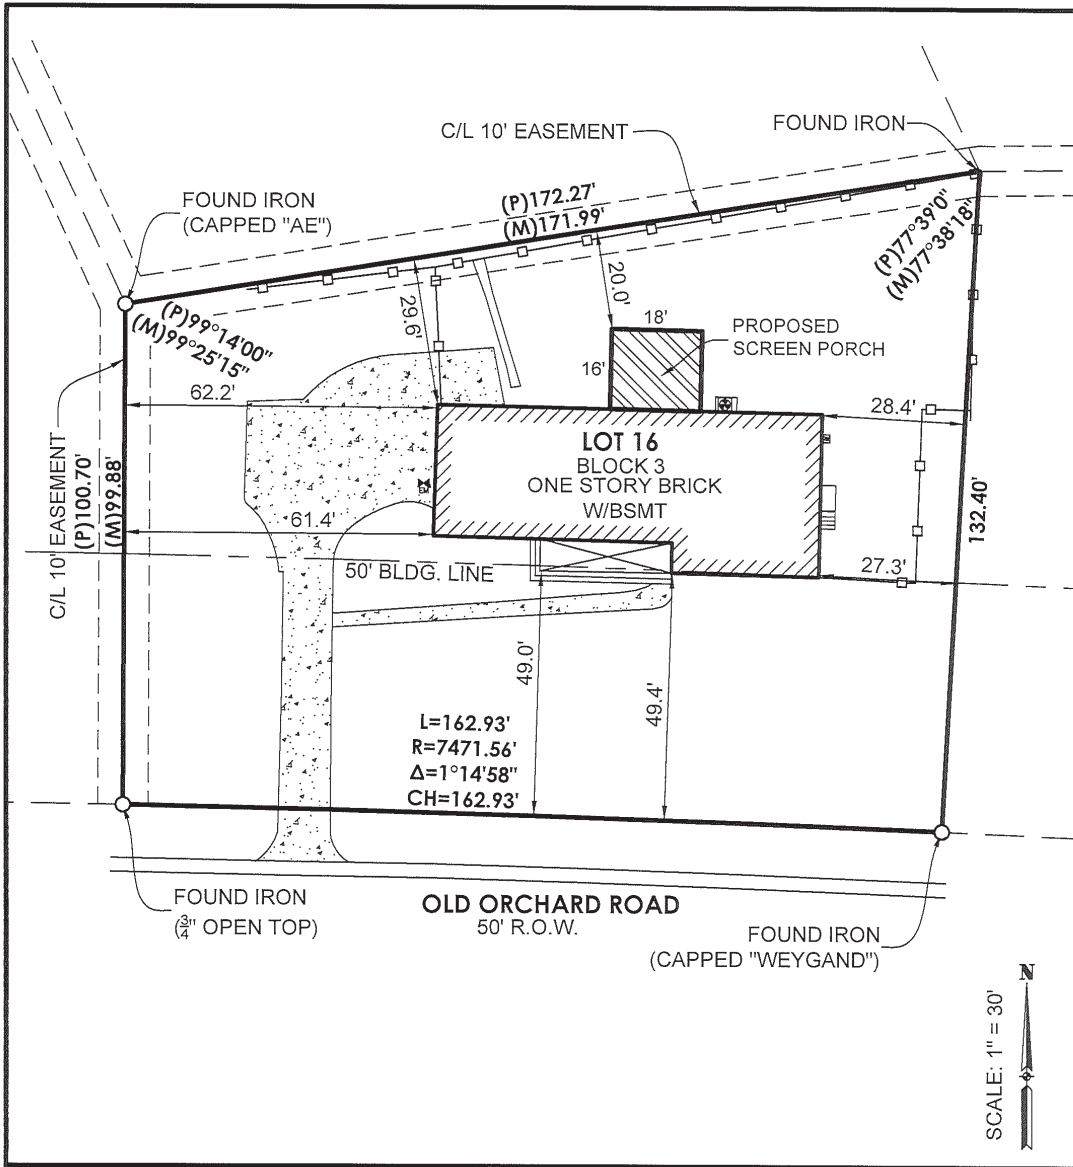 C/L 10' EASEMENT
FOUND IRON
FOUND IRON
(CAPPED "AE")
(P)172.27'
(M)171.99'
(P)77°39'0"
(M)77°38'18"
(P)99°14'00"
(M)99°25'15"
29.6'
20.0'
18'
16'
PROPOSED
SCREEN PORCH
62.2'
28.4'
LOT 16
BLOCK 3
ONE STORY BRICK
W/BSMT
C/L 10' EASEMENT
(P)100.70'
(M)99.88
132.40'
61.4'
50' BLDG. LINE
27.3'
49.0'
49.4'
L=162.93'
R=7471.56'
Δ=1°14'58"
CH=162.93'
FOUND IRON
(3/4" OPEN TOP)
OLD ORCHARD ROAD
50' R.O.W.
FOUND IRON
(CAPPED "WEYGAND")
N
SCALE: 1" = 30'